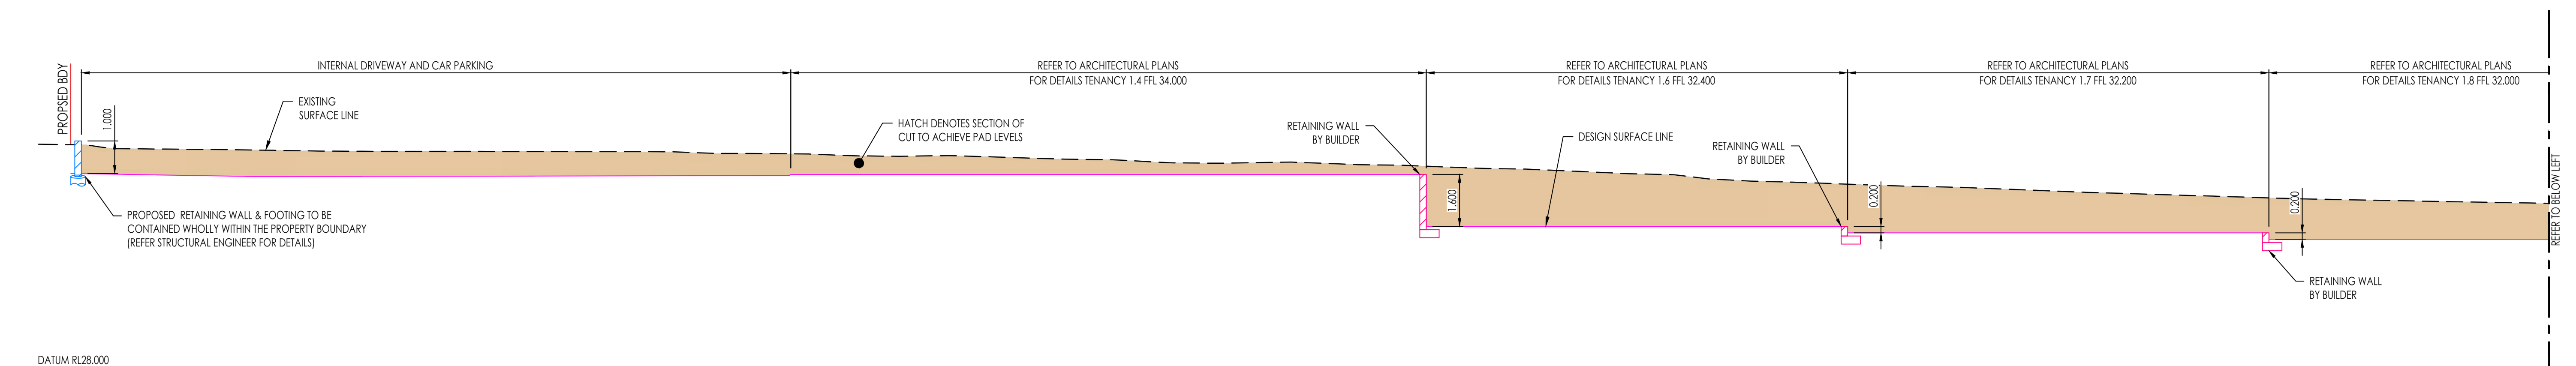 PROPOSED BDY
INTERNAL DRIVEWAY AND CAR PARKING
REFER TO ARCHITECTURAL PLANS
FOR DETAILS TENANCY 1.4 FFL 34.000
REFER TO ARCHITECTURAL PLANS
FOR DETAILS TENANCY 1.6 FFL 32.400
REFER TO ARCHITECTURAL PLANS
FOR DETAILS TENANCY 1.7 FFL 32.200
REFER TO ARCHITECTURAL PLANS
FOR DETAILS TENANCY 1.8 FFL 32.000
1.000
EXISTING
SURFACE LINE
HATCH DENOTES SECTION OF
CUT TO ACHIEVE PAD LEVELS
RETAINING WALL
BY BUILDER
DESIGN SURFACE LINE
RETAINING WALL
BY BUILDER
1.600
0.200
0.200
REFER TO BELOW LEFT
PROPOSED RETAINING WALL & FOOTING TO BE
CONTAINED WHOLLY WITHIN THE PROPERTY BOUNDARY
(REFER STRUCTURAL ENGINEER FOR DETAILS)
RETAINING WALL
BY BUILDER
DATUM RL28.000